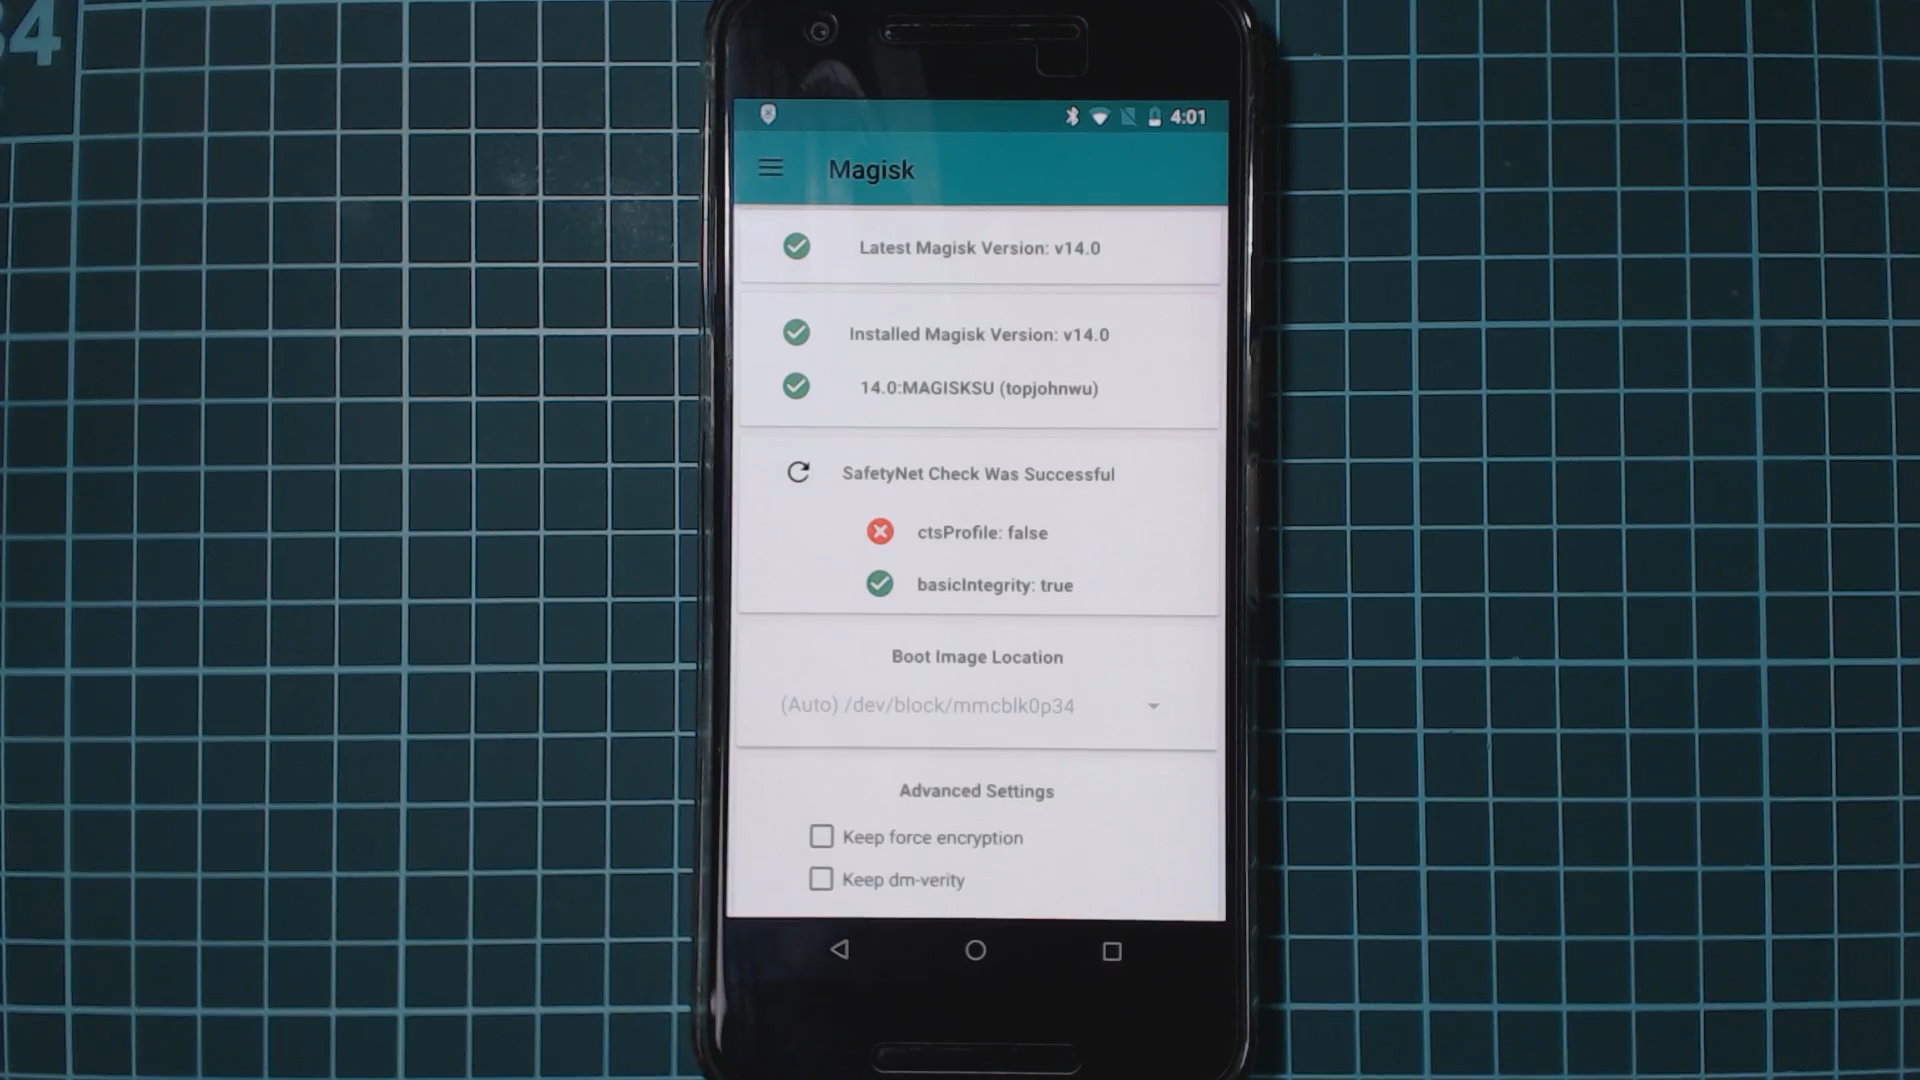 4
4:01
Magisk
Latest Magisk Version: v14.0
Installed Magisk Version: v14.0
14.0:MAGISKSU (topjohnwu)
SafetyNet Check Was Successful
ctsProfile: false
basicIntegrity: true
Boot Image Location
(Auto) /dev/block/mmcblk0p34
Advanced Settings
Keep force encryption
Keep dm-verity